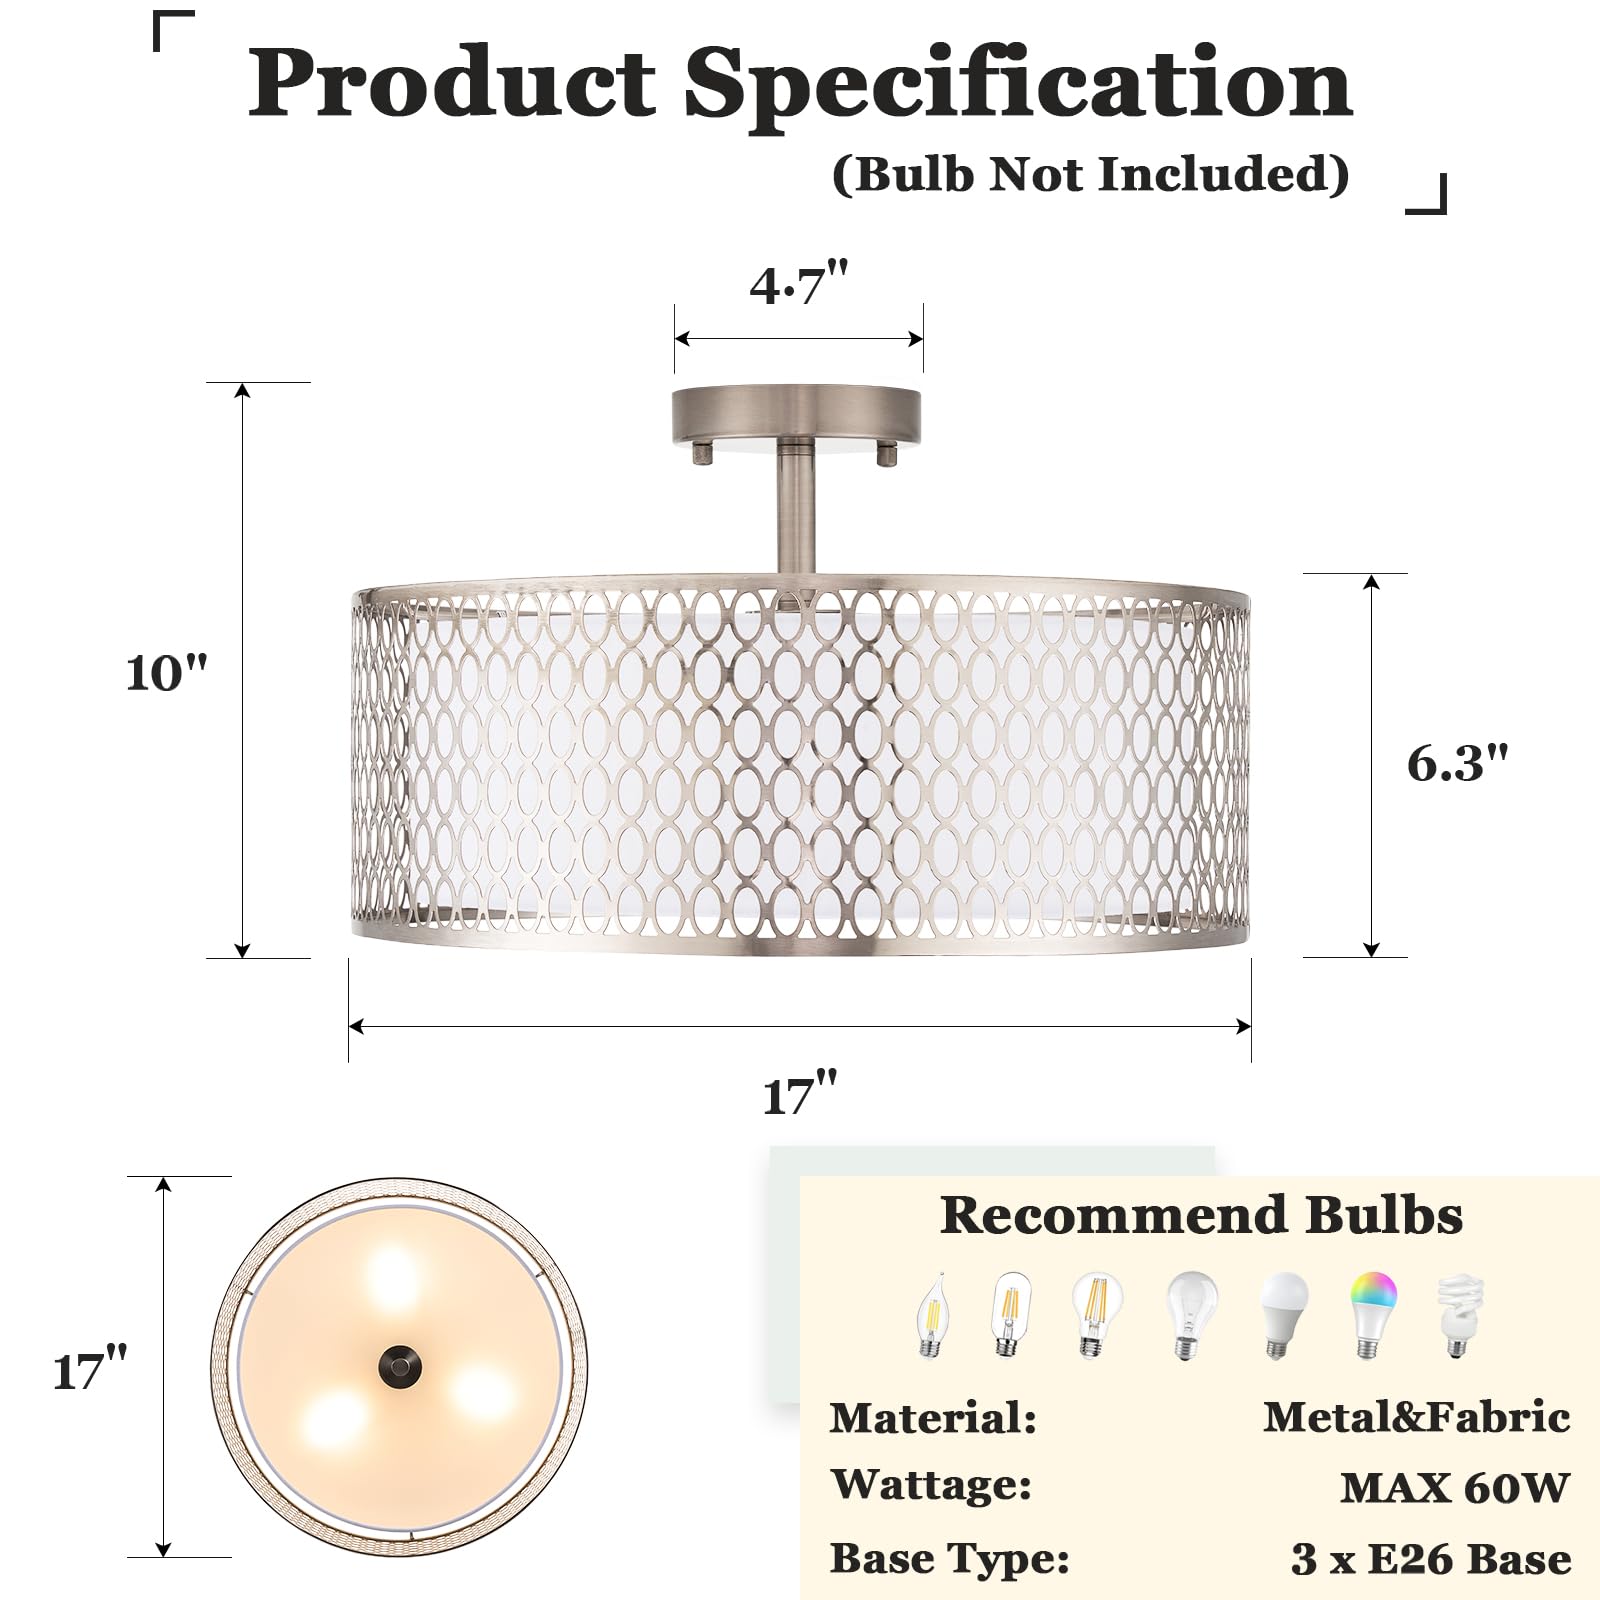 Product Specification
(Bulb Not Included)
4·7"
10"
6.3"
17"
17"
Recommend Bulbs
Material: Metal&Fabric
Wattage: MAX 60W
Base Type: 3 x E26 Base